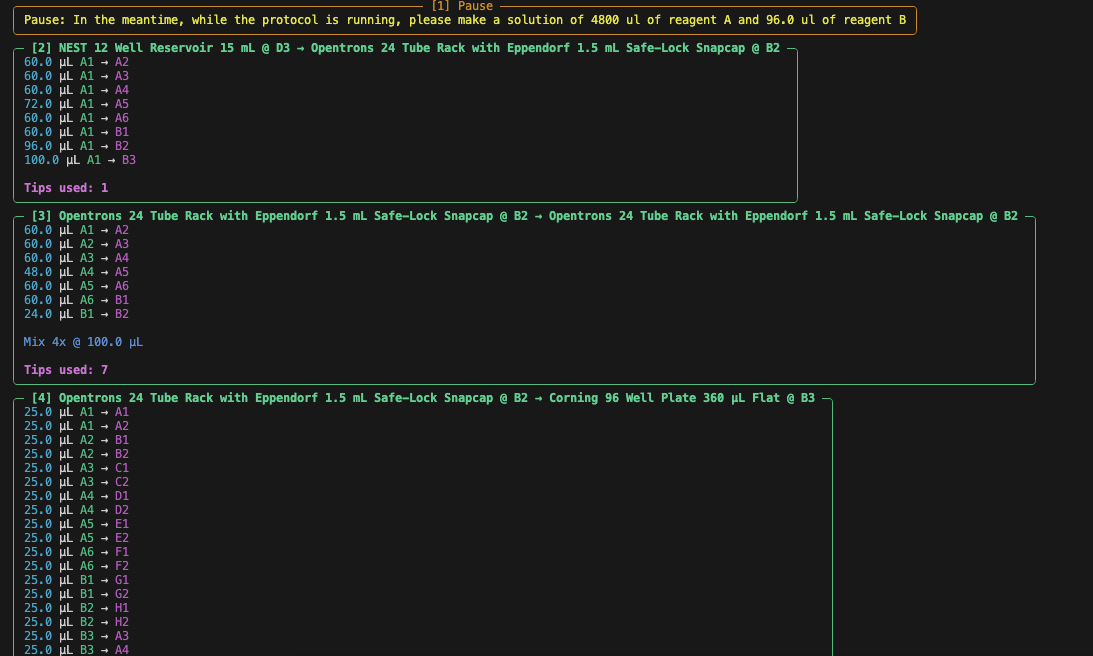 [1] Pause
Pause: In the meantime, while the protocol is running, please make a solution of 4800 ul of reagent A and 96.0 ul of reagent B
[2] NEST 12 Well Reservoir 15 mL @ D3 → Opentrons 24 Tube Rack with Eppendorf 1.5 mL Safe-Lock Snapcap @ B2
60.0 µL A1 → A2
60.0 µL A1 → A3
60.0 µL A1 → A4
72.0 µL A1 → A5
60.0 µL A1 → A6
60.0 µL A1 → B1
96.0 µL A1 → B2
100.0 µL A1 → B3
Tips used: 1
[3] Opentrons 24 Tube Rack with Eppendorf 1.5 mL Safe-Lock Snapcap @ B2 → Opentrons 24 Tube Rack with Eppendorf 1.5 mL Safe-Lock Snapcap @ B2
60.0 µL A1 → A2
60.0 µL A2 → A3
60.0 µL A3 → A4
48.0 µL A4 → A5
60.0 µL A5 → A6
60.0 µL A6 → B1
24.0 µL B1 → B2
Mix 4x @ 100.0 µL
Tips used: 7
[4] Opentrons 24 Tube Rack with Eppendorf 1.5 mL Safe-Lock Snapcap @ B2 → Corning 96 Well Plate 360 µL Flat @ B3
25.0 µL A1 → A1
25.0 µL A1 → A2
25.0 µL A2 → B1
25.0 µL A2 → B2
25.0 µL A3 → C1
25.0 µL A3 → C2
25.0 µL A4 → D1
25.0 µL A4 → D2
25.0 µL A5 → E1
25.0 µL A5 → E2
25.0 µL A6 → F1
25.0 µL A6 → F2
25.0 µL B1 → G1
25.0 µL B1 → G2
25.0 µL B2 → H1
25.0 µL B2 → H2
25.0 µL B3 → A3
25.0 µL B3 → A4